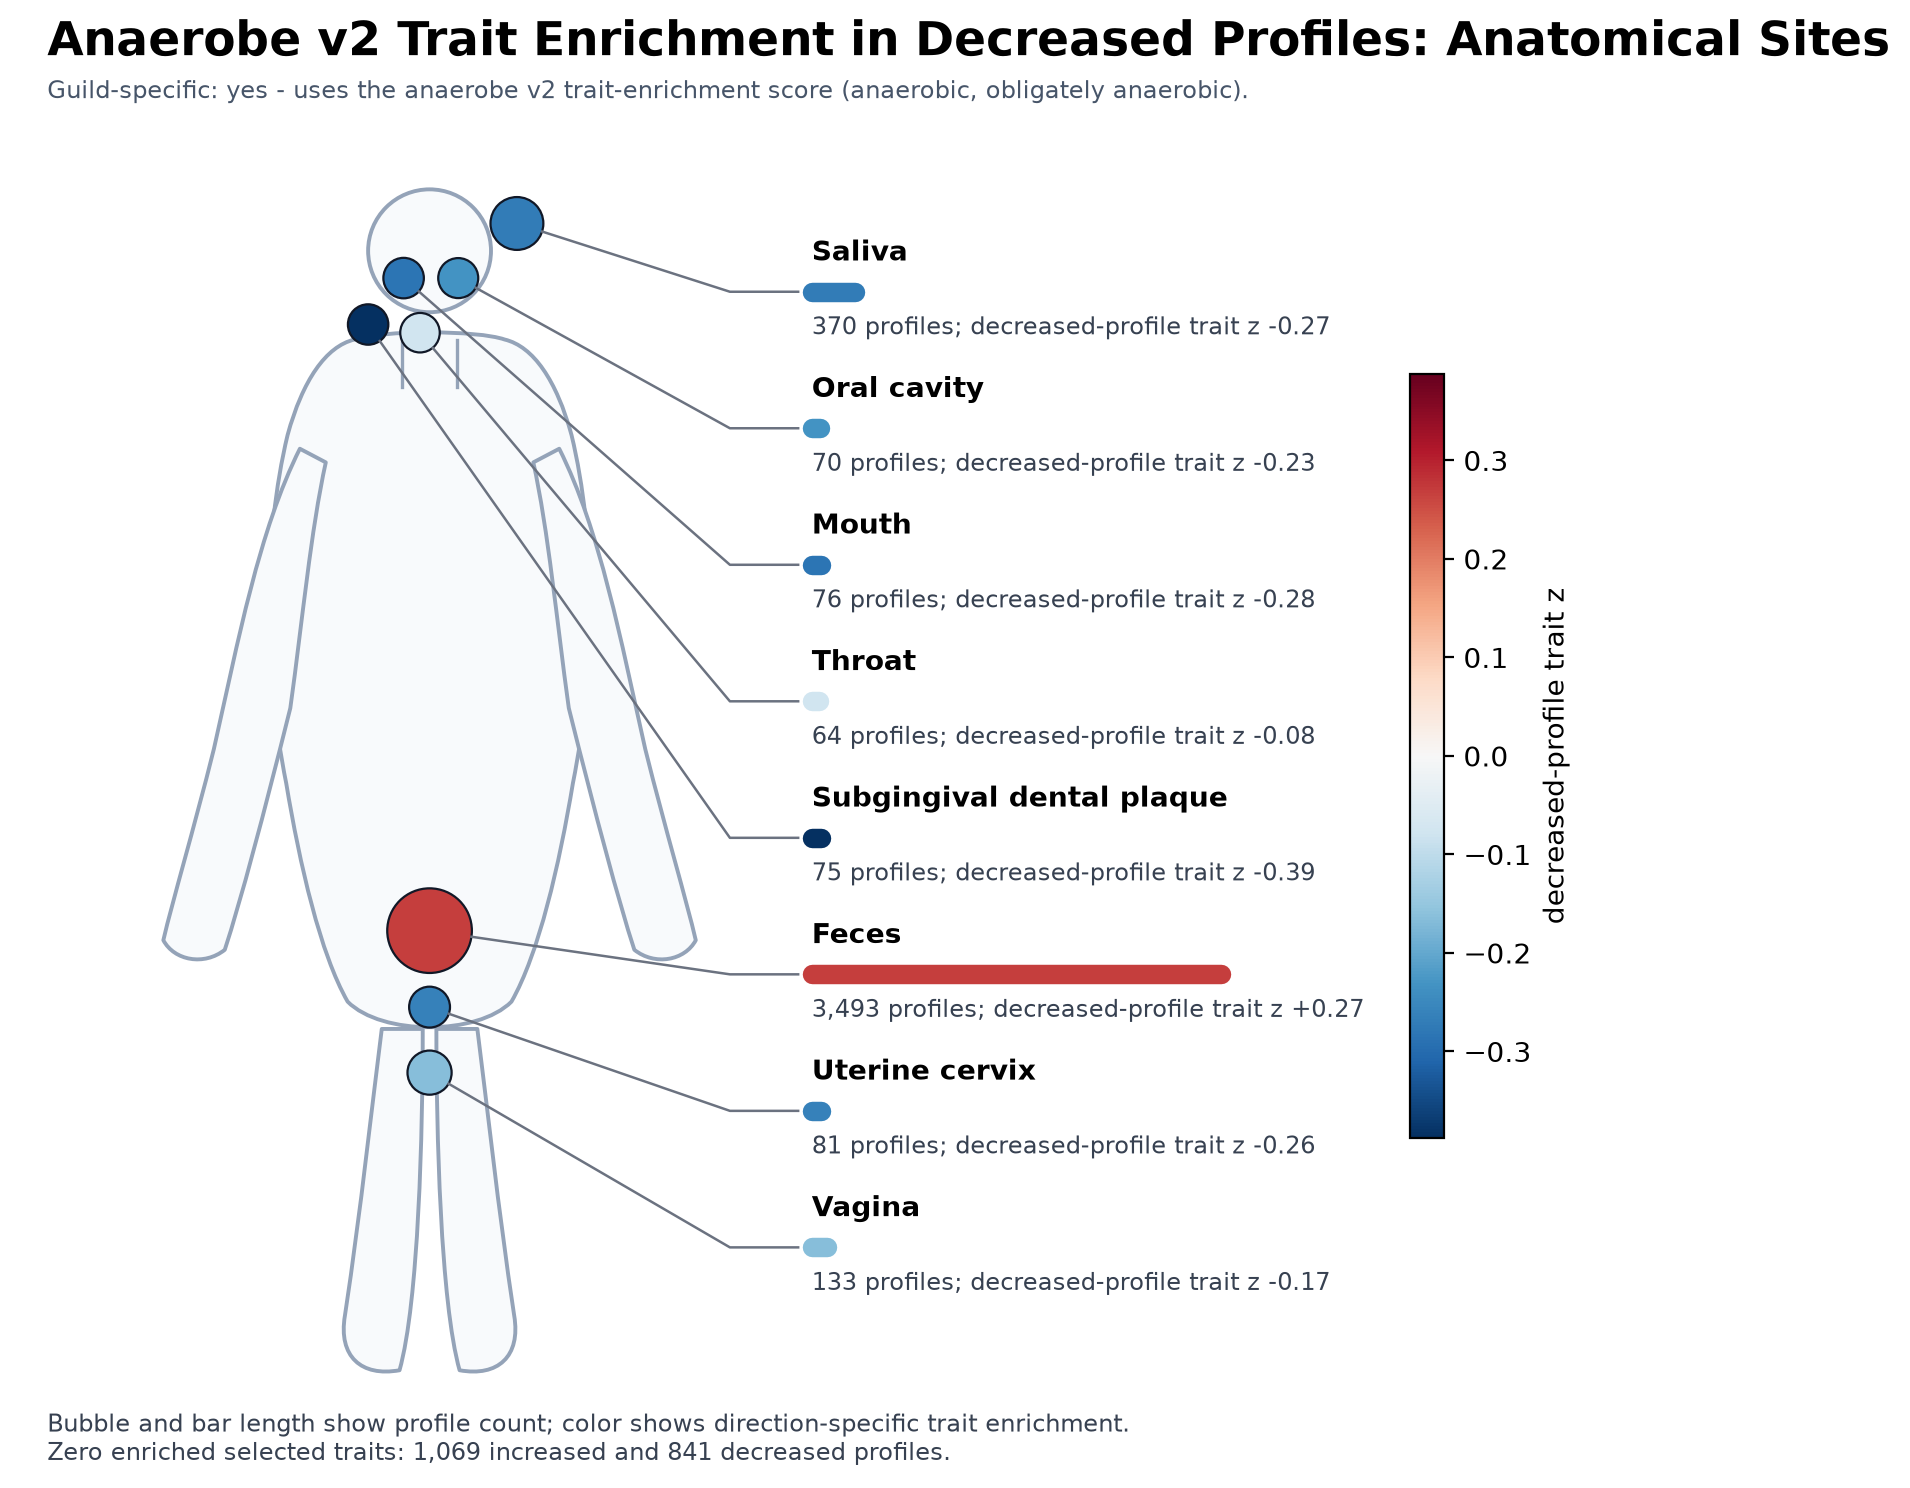 Anaerobe v2 Trait Enrichment in Decreased Profiles: Anatomical Sites
Guild-specific: yes - uses the anaerobe v2 trait-enrichment score (anaerobic, obligately anaerobic).
Saliva
370 profiles; decreased-profile trait z -0.27
Oral cavity
70 profiles; decreased-profile trait z -0.23
Mouth
76 profiles; decreased-profile trait z -0.28
Throat
64 profiles; decreased-profile trait z -0.08
Subgingival dental plaque
75 profiles; decreased-profile trait z -0.39
Feces
3,493 profiles; decreased-profile trait z +0.27
Uterine cervix
81 profiles; decreased-profile trait z -0.26
Vagina
133 profiles; decreased-profile trait z -0.17
0.3
0.2
0.1
0.0
−0.1
−0.2
−0.3
decreased-profile trait z
Bubble and bar length show profile count; color shows direction-specific trait enrichment.
Zero enriched selected traits: 1,069 increased and 841 decreased profiles.